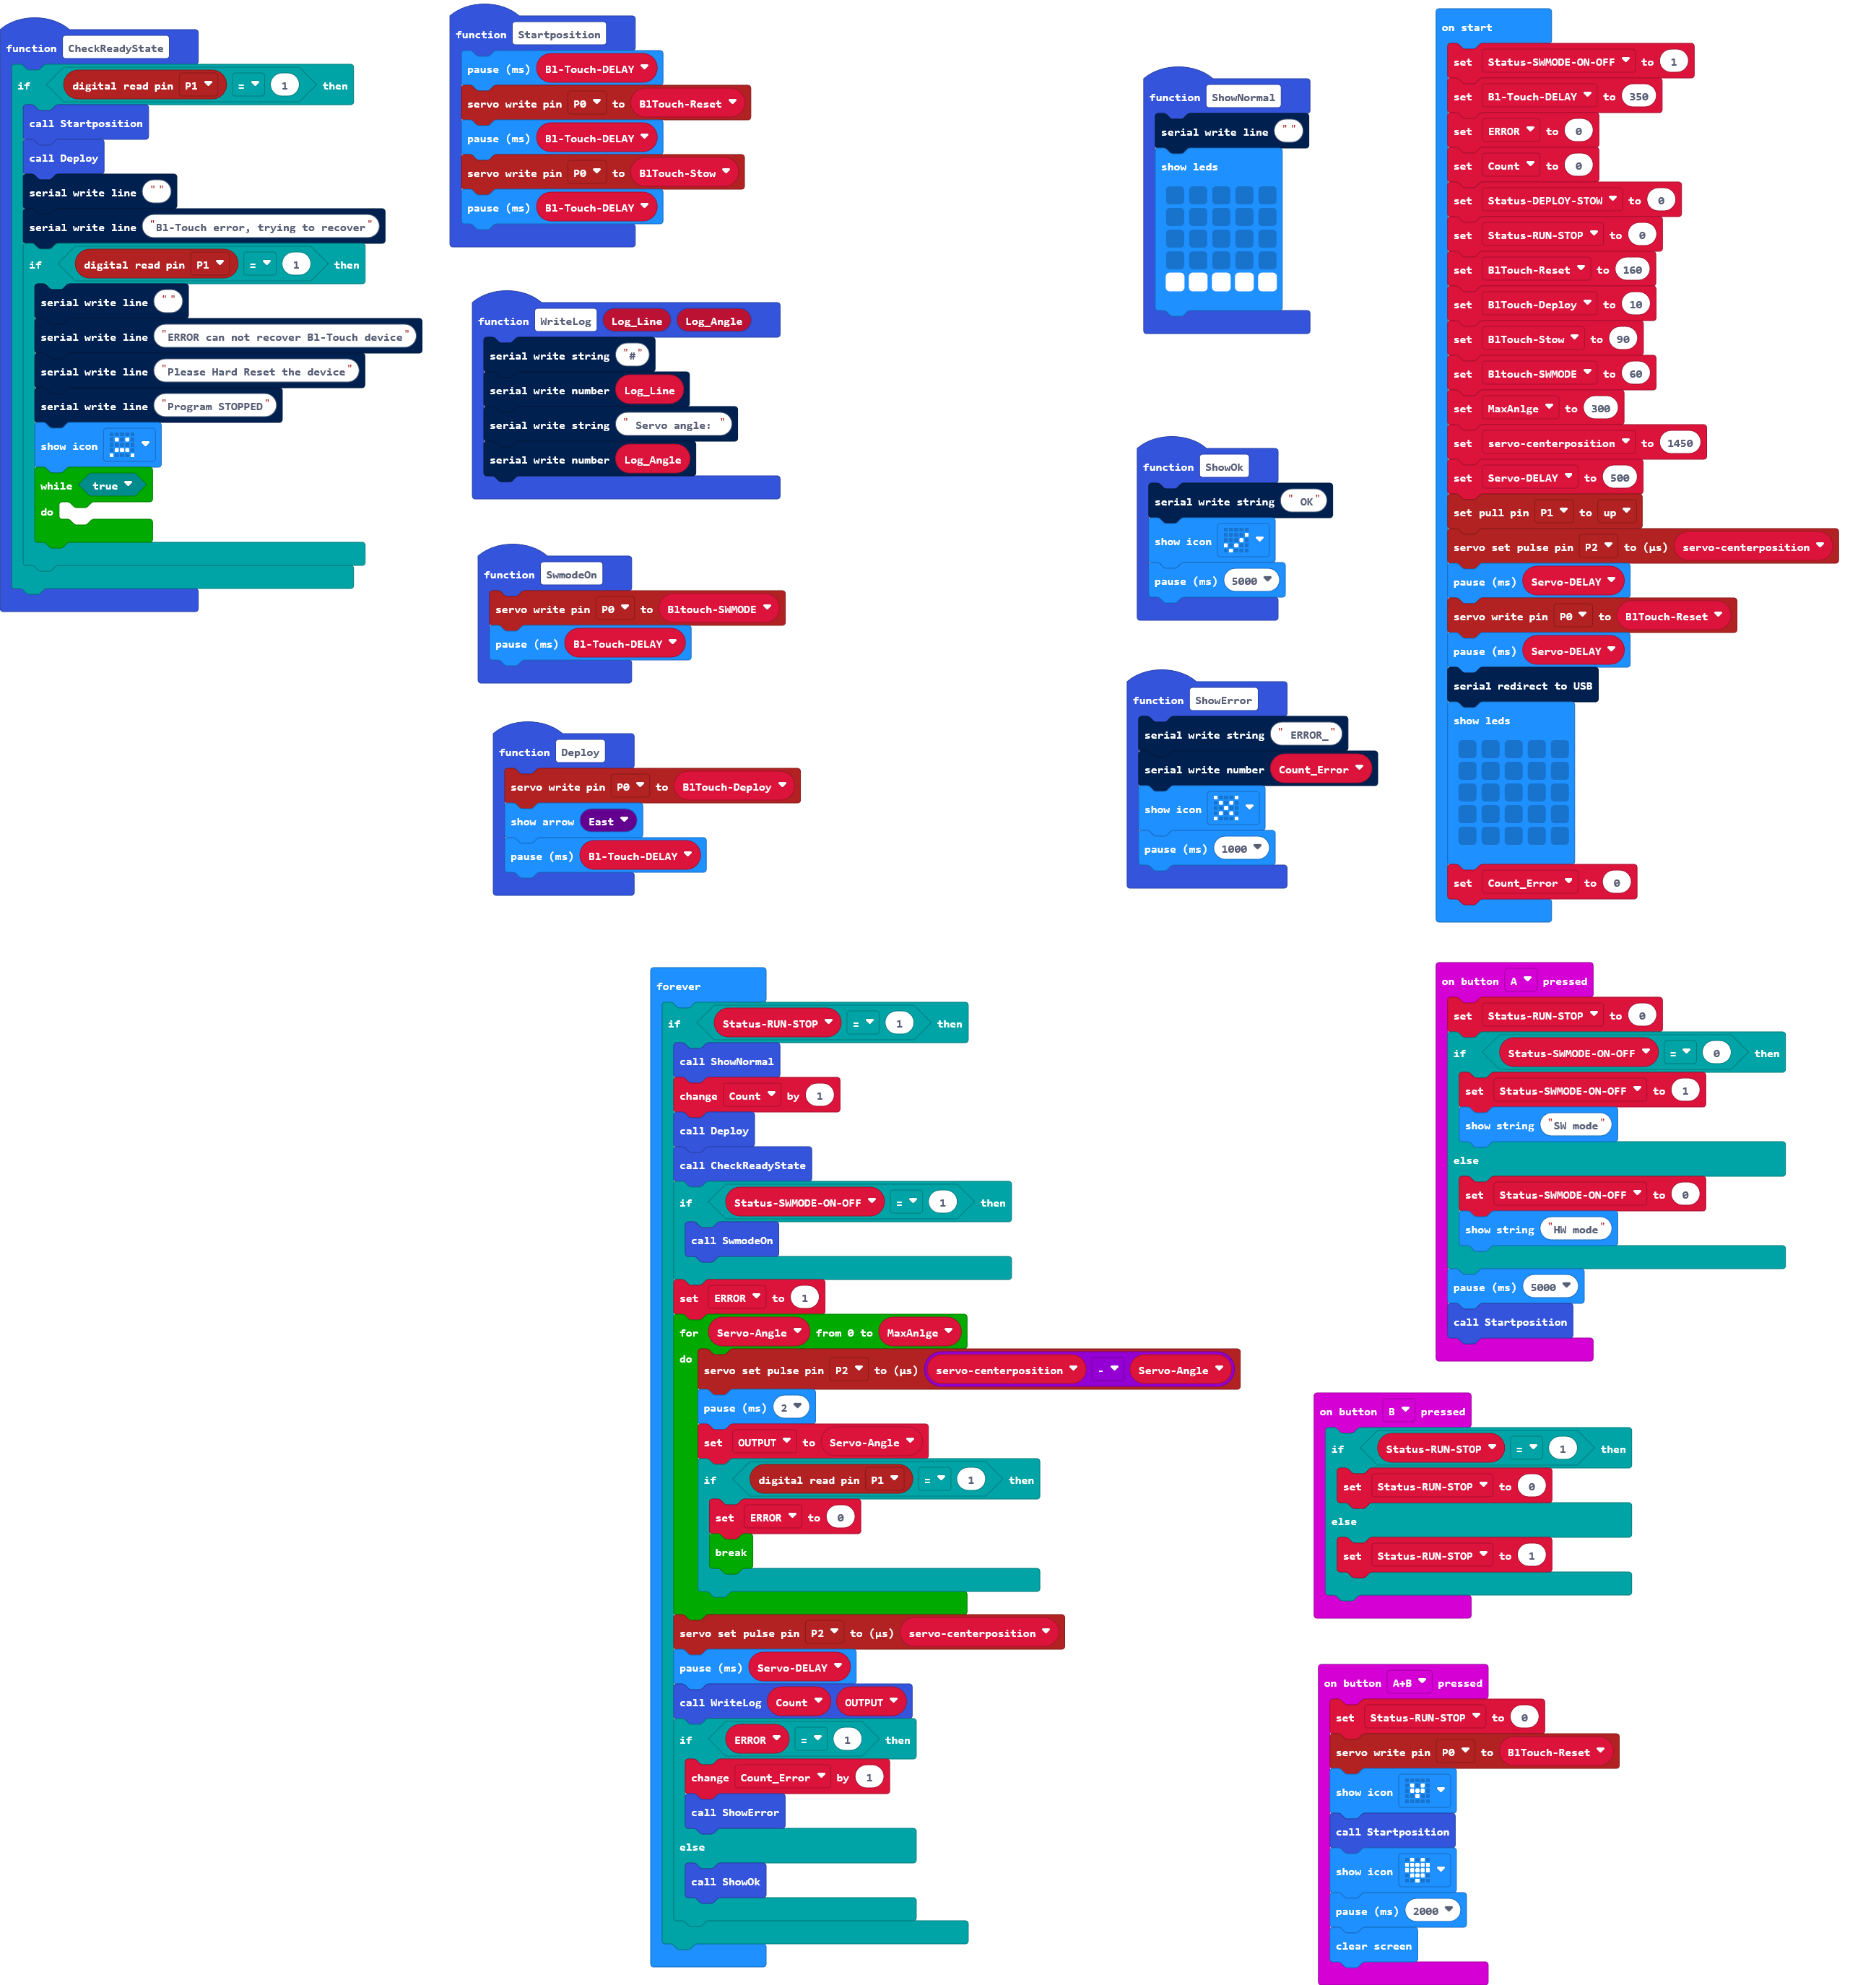 function CheckReadyState
if digital read pin P1 = 1 then
call Startposition
call Deploy
serial write line " "
serial write line "Bl-Touch error, trying to recover"
if digital read pin P1 = 1 then
serial write line " "
serial write line "ERROR can not recover Bl-Touch device"
serial write line "Please Hard Reset the device"
serial write line "Program STOPPED"
show icon
while true
do
function Startposition
pause (ms) Bl-Touch-DELAY
servo write pin P0 to BlTouch-Reset
pause (ms) Bl-Touch-DELAY
servo write pin P0 to BlTouch-Stow
pause (ms) Bl-Touch-DELAY
function WriteLog Log_Line Log_Angle
serial write string "#"
serial write number Log_Line
serial write string " Servo angle: "
serial write number Log_Angle
function SwmodeOn
servo write pin P0 to Bltouch-SWMODE
pause (ms) Bl-Touch-DELAY
function Deploy
servo write pin P0 to BlTouch-Deploy
show arrow East
pause (ms) Bl-Touch-DELAY
function ShowNormal
serial write line " "
show leds
function ShowOk
serial write string " OK"
show icon
pause (ms) 5000
function ShowError
serial write string " ERROR_"
serial write number Count_Error
show icon
pause (ms) 1000
on start
set Status-SWMODE-ON-OFF to 1
set Bl-Touch-DELAY to 350
set ERROR to 0
set Count to 0
set Status-DEPLOY-STOW to 0
set Status-RUN-STOP to 0
set BlTouch-Reset to 160
set BlTouch-Deploy to 10
set BlTouch-Stow to 90
set Bltouch-SWMODE to 60
set MaxAnlge to 300
set servo-centerposition to 1450
set Servo-DELAY to 500
set pull pin P1 to up
servo set pulse pin P2 to (µs) servo-centerposition
pause (ms) Servo-DELAY
servo write pin P0 to BlTouch-Reset
pause (ms) Servo-DELAY
serial redirect to USB
show leds
set Count_Error to 0
forever
if Status-RUN-STOP = 1 then
call ShowNormal
change Count by 1
call Deploy
call CheckReadyState
if Status-SWMODE-ON-OFF = 1 then
call SwmodeOn
set ERROR to 1
for Servo-Angle from 0 to MaxAnlge
do
servo set pulse pin P2 to (µs) servo-centerposition - Servo-Angle
pause (ms) 2
set OUTPUT to Servo-Angle
if digital read pin P1 = 1 then
set ERROR to 0
break
servo set pulse pin P2 to (µs) servo-centerposition
pause (ms) Servo-DELAY
call WriteLog Count OUTPUT
if ERROR = 1 then
change Count_Error by 1
call ShowError
else
call ShowOk
on button A pressed
set Status-RUN-STOP to 0
if Status-SWMODE-ON-OFF = 0 then
set Status-SWMODE-ON-OFF to 1
show string "SW mode"
else
set Status-SWMODE-ON-OFF to 0
show string "HW mode"
pause (ms) 5000
call Startposition
on button B pressed
if Status-RUN-STOP = 1 then
set Status-RUN-STOP to 0
else
set Status-RUN-STOP to 1
on button A+B pressed
set Status-RUN-STOP to 0
servo write pin P0 to BlTouch-Reset
show icon
call Startposition
show icon
pause (ms) 2000
clear screen